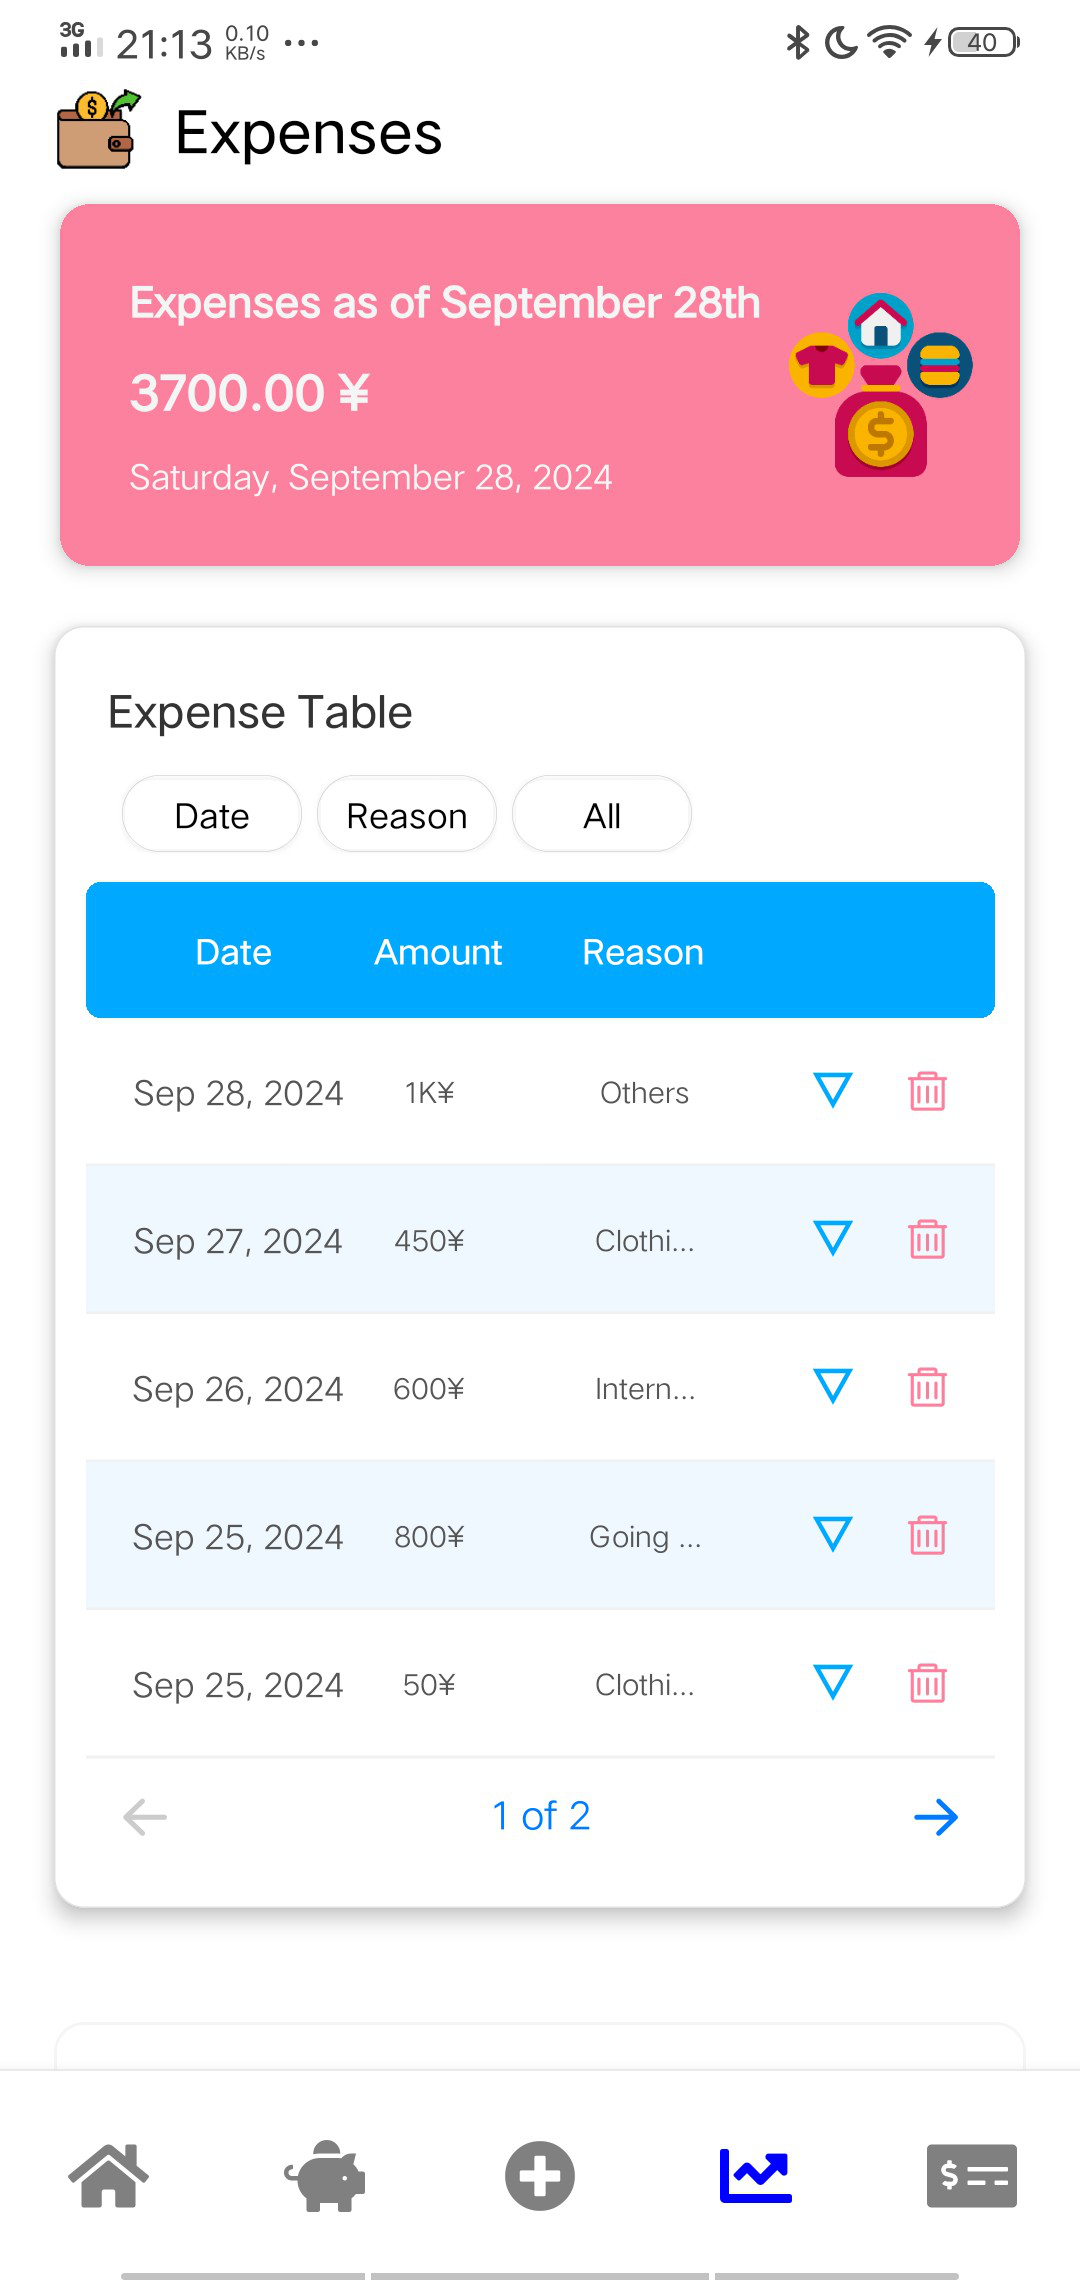 3G 21:13 0.10 KB/s ... 40
Expenses
Expenses as of September 28th
3700.00 ¥
Saturday, September 28, 2024
Expense Table
Date Reason All
Date Amount Reason
Sep 28, 2024 1K¥ Others
Sep 27, 2024 450¥ Clothi...
Sep 26, 2024 600¥ Intern...
Sep 25, 2024 800¥ Going ...
Sep 25, 2024 50¥ Clothi...
1 of 2